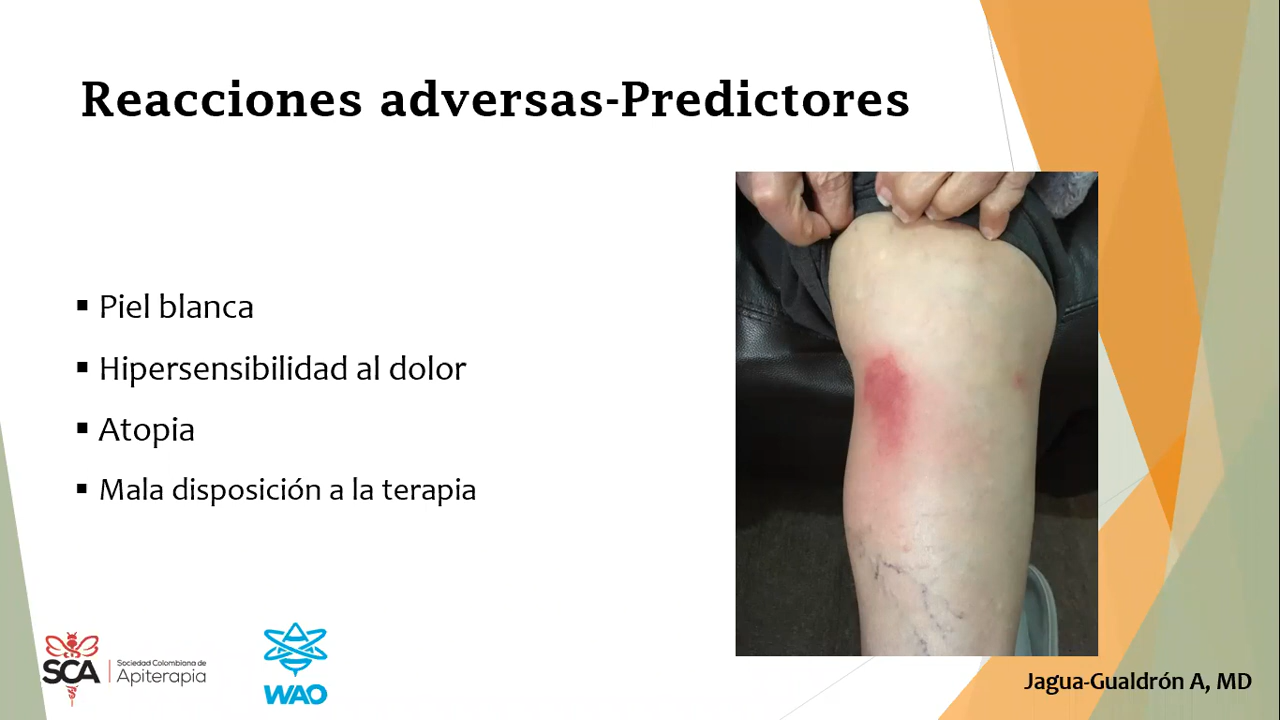 Reacciones adversas-Predictores
▪ Piel blanca
▪ Hipersensibilidad al dolor
▪ Atopia
▪ Mala disposición a la terapia
SCA
Sociedad Colombiana de
Apiterapia
WAO
Jagua-Gualdrón A, MD